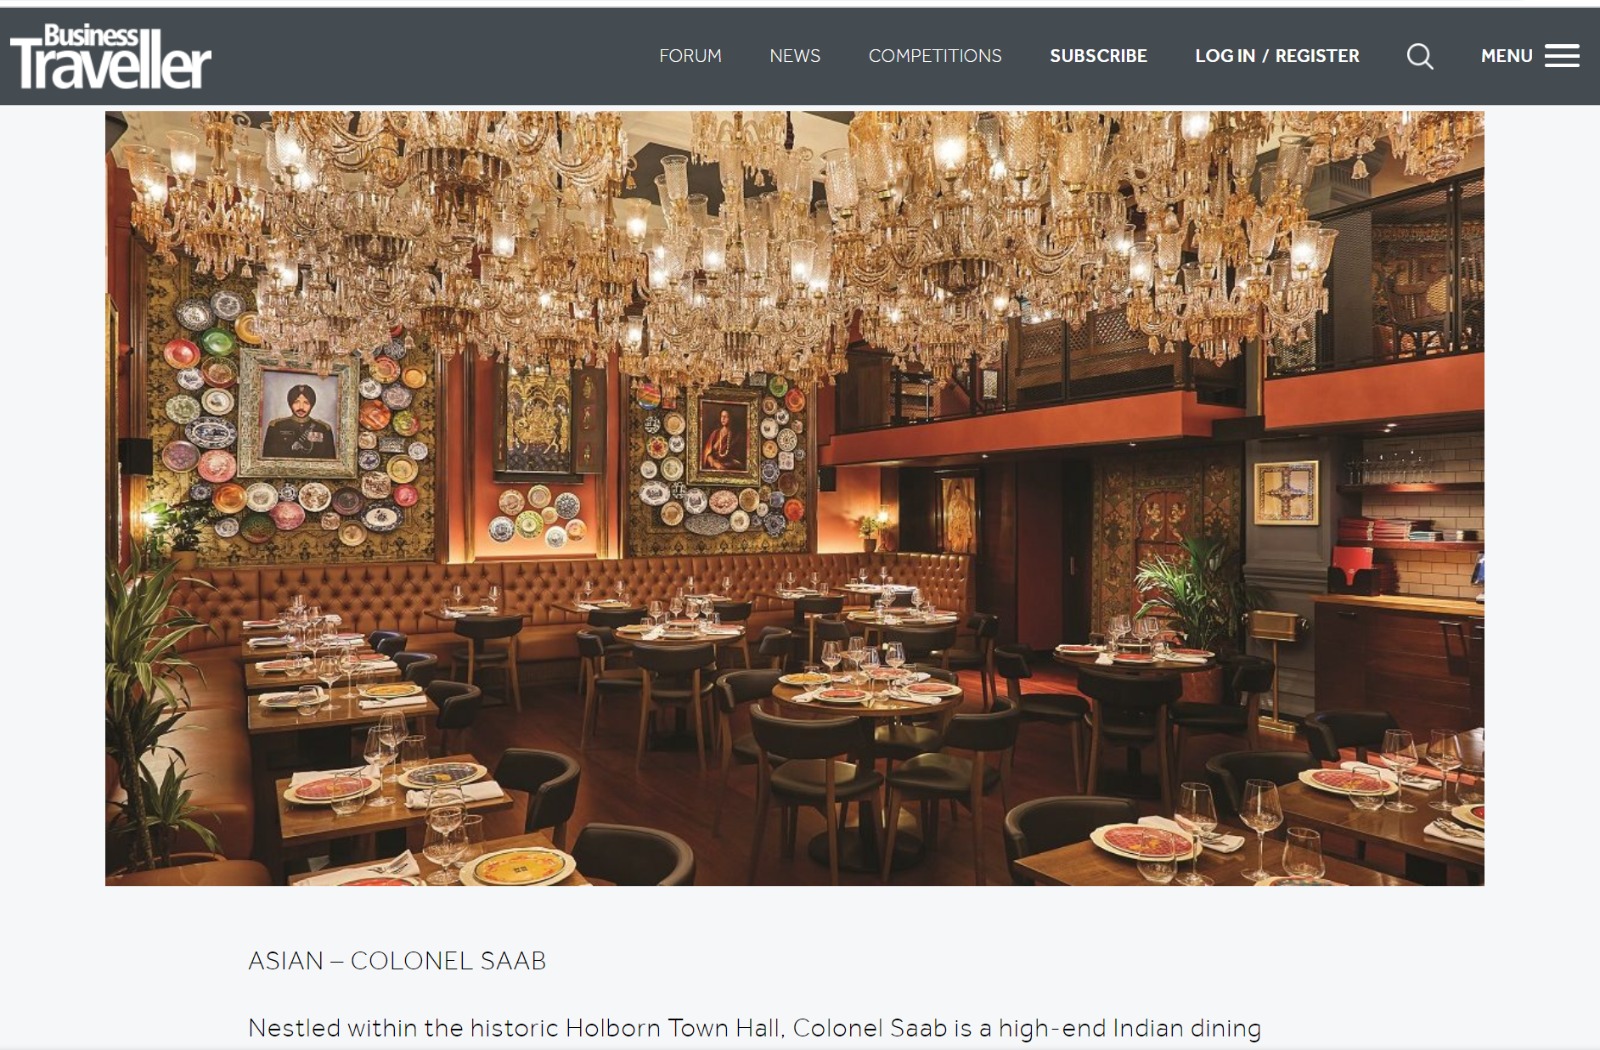 Business
Traveller
FORUM NEWS COMPETITIONS SUBSCRIBE LOG IN / REGISTER MENU
ASIAN – COLONEL SAAB
Nestled within the historic Holborn Town Hall, Colonel Saab is a high-end Indian dining